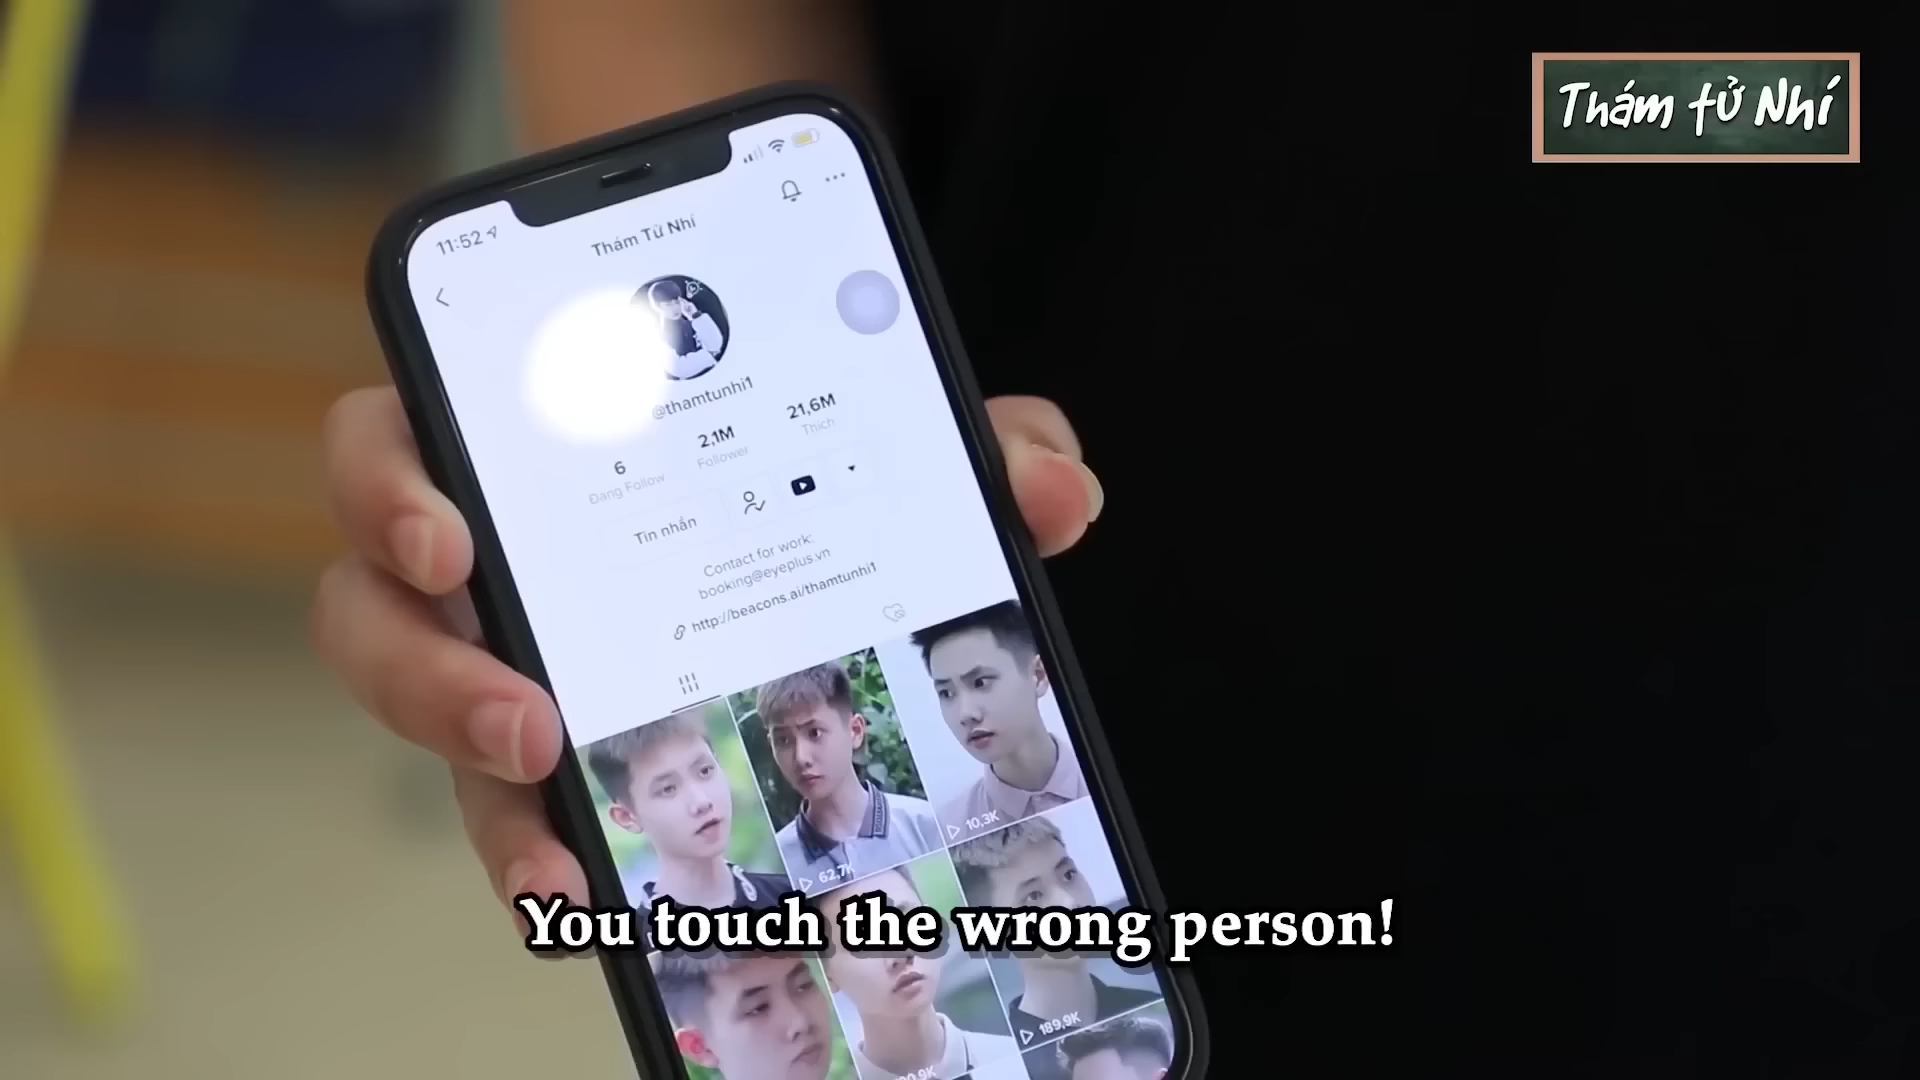 Thám tử Nhí
11:52
Thám Tử Nhí
@thamtunhi1
6
Đang Follow
2,1M
Follower
21,6M
Thích
Tin nhắn
Contact for work:
booking@eyeplus.vn
http://beacons.ai/thamtunhi1
62,7K
10,3K
189,9K
You touch the wrong person!